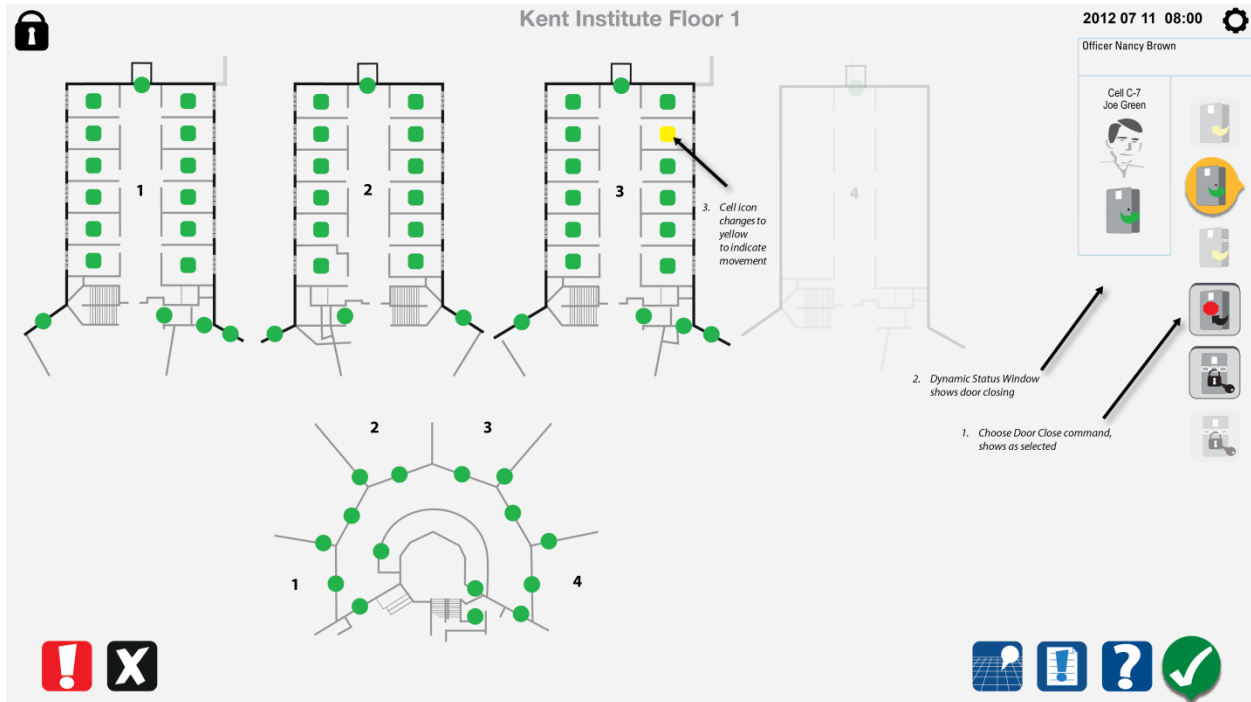 Kent Institute Floor 1
2012 07 11 08:00
Officer Nancy Brown
Cell C-7
Joe Green
1
2
3
4
3. Cell icon
changes to
yellow
to indicate
movement
2. Dynamic Status Window
shows door closing
1. Choose Door Close command,
shows as selected
2
3
1
4